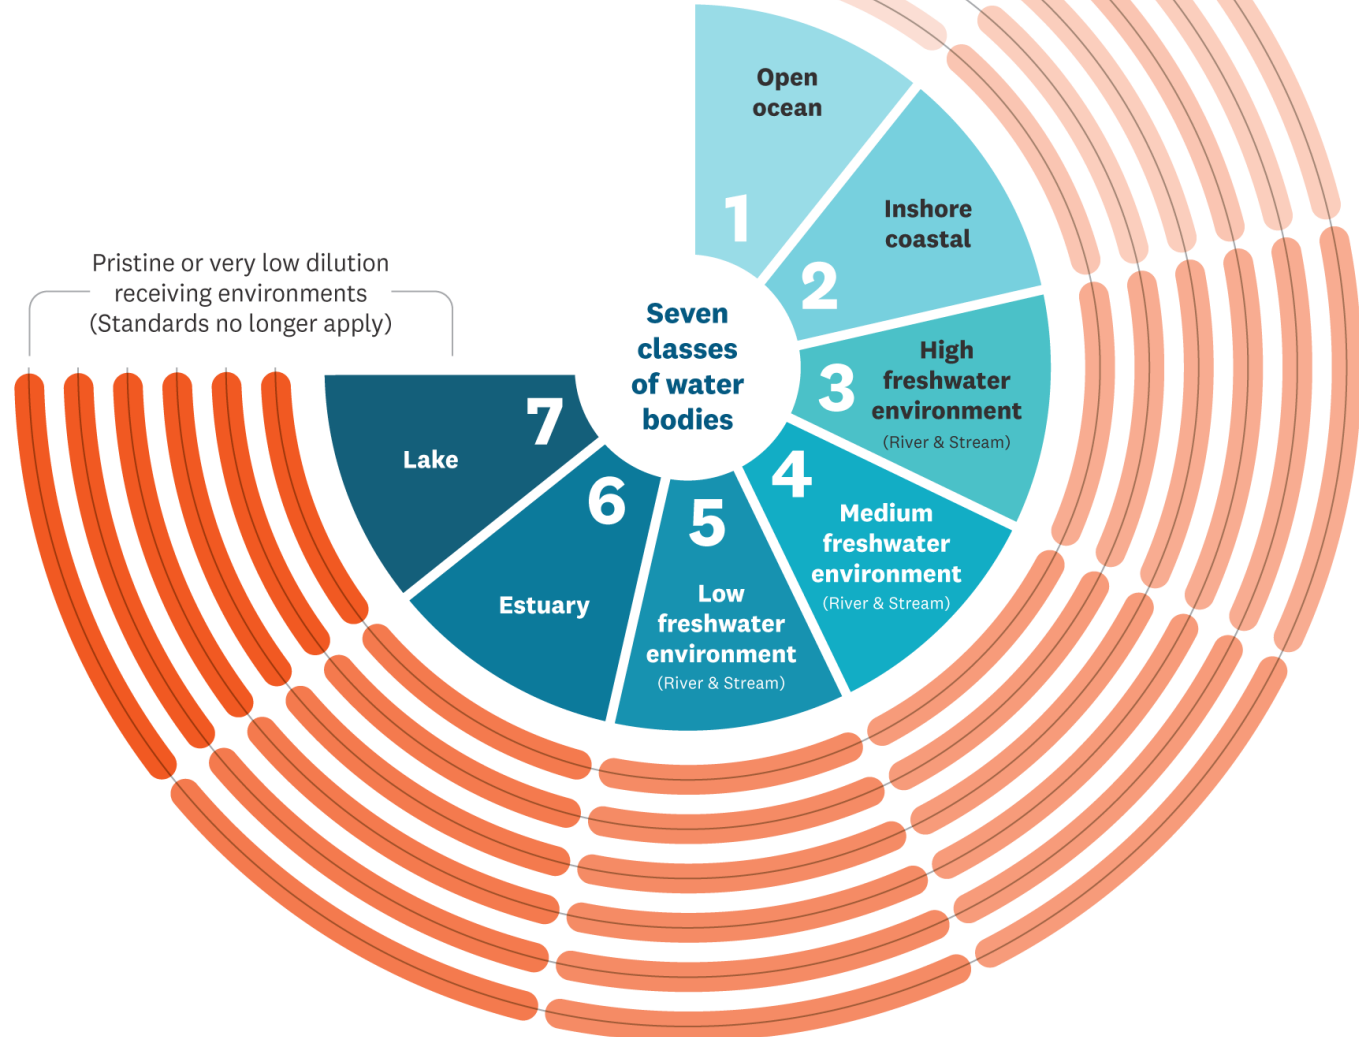 Open
ocean
1
Inshore
coastal
2
High
freshwater
environment
(River & Stream)
3
Medium
freshwater
environment
(River & Stream)
4
5
Low
freshwater
environment
(River & Stream)
6
Estuary
7
Lake
Seven
classes
of water
bodies
Pristine or very low dilution
receiving environments
(Standards no longer apply)